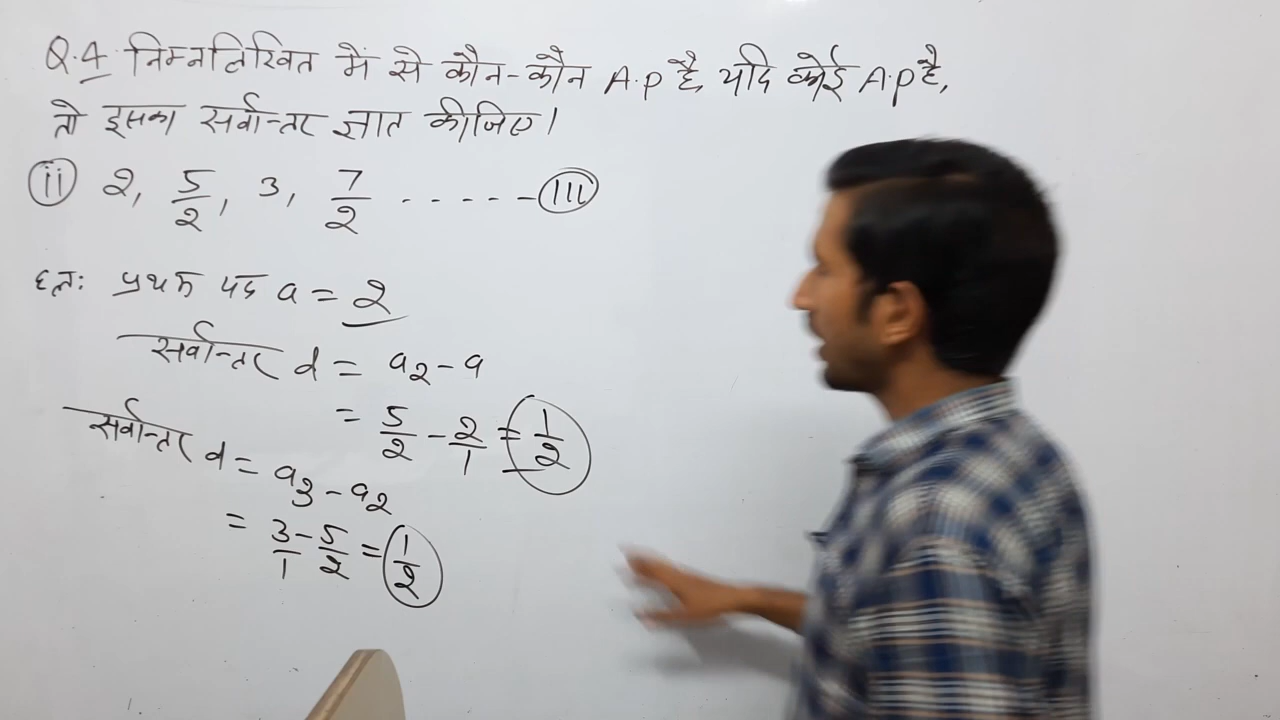 Q.4 निम्नलिखित में से कौन-कौन A.P है, यदि कोई A.P है,
तो इसका सर्वान्तर ज्ञात कीजिए।
(ii) 2, 5/2, 3, 7/2 ------(III)
हलः प्रथम पद a = 2
सर्वान्तर d = a2 - a
= 5/2 - 2/1 = 1/2
सर्वान्तर d = a3 - a2
= 3/1 - 5/2 = 1/2